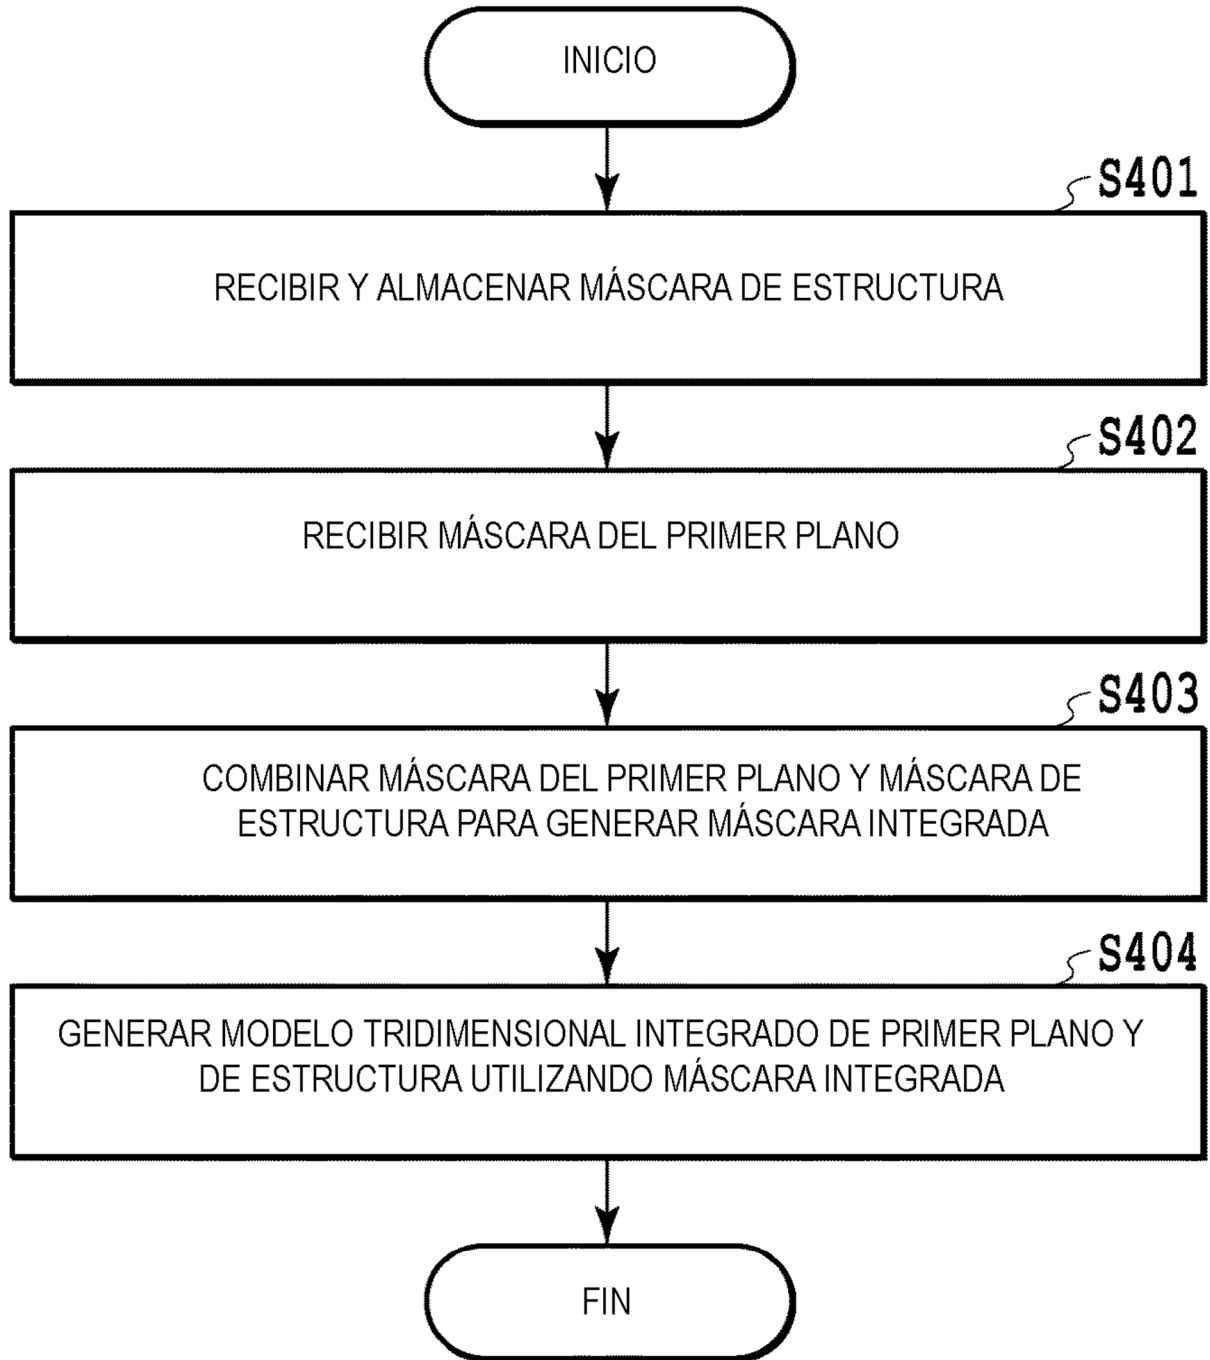 INICIO
S401
RECIBIR Y ALMACENAR MÁSCARA DE ESTRUCTURA
S402
RECIBIR MÁSCARA DEL PRIMER PLANO
S403
COMBINAR MÁSCARA DEL PRIMER PLANO Y MÁSCARA DE
ESTRUCTURA PARA GENERAR MÁSCARA INTEGRADA
S404
GENERAR MODELO TRIDIMENSIONAL INTEGRADO DE PRIMER PLANO Y
DE ESTRUCTURA UTILIZANDO MÁSCARA INTEGRADA
FIN